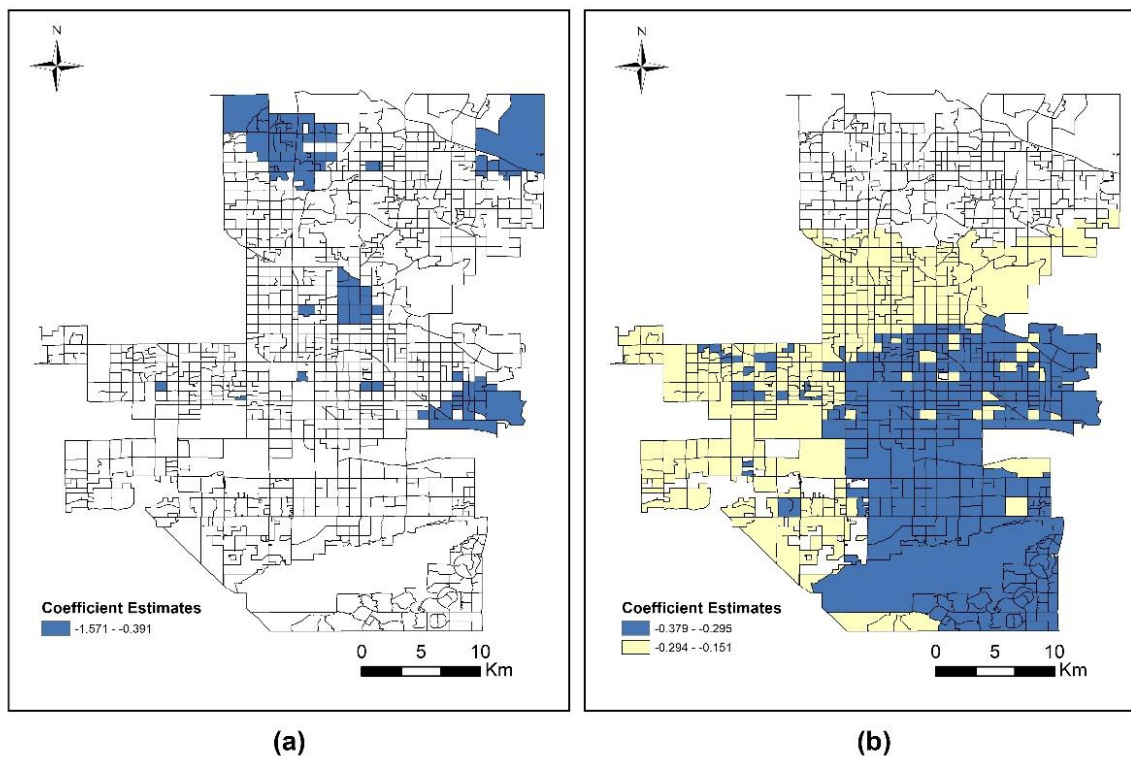 N
Coefficient Estimates
-1.571 - -0.391
0 5 10
Km
(a)
N
Coefficient Estimates
-0.379 - -0.295
-0.294 - -0.151
0 5 10
Km
(b)